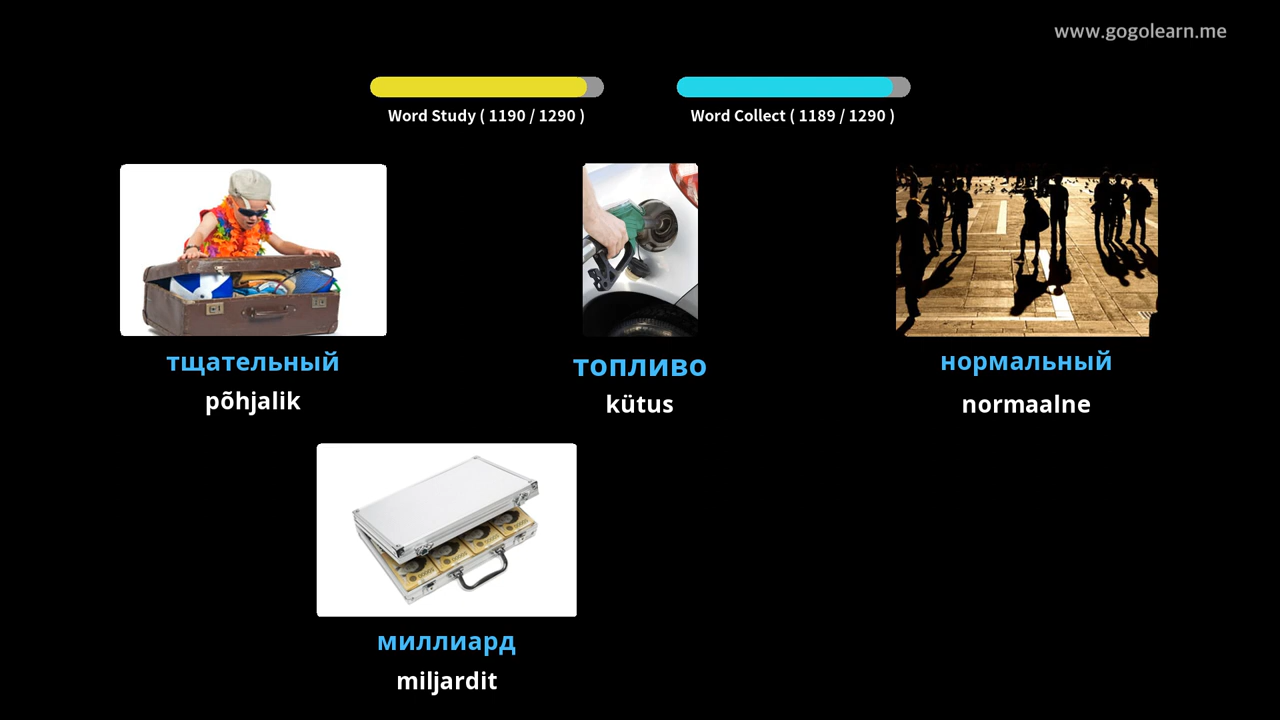 www.gogolearn.me
Word Study ( 1190 / 1290 )
Word Collect ( 1189 / 1290 )
тщательный
põhjalik
топливо
kütus
нормальный
normaalne
миллиард
miljardit